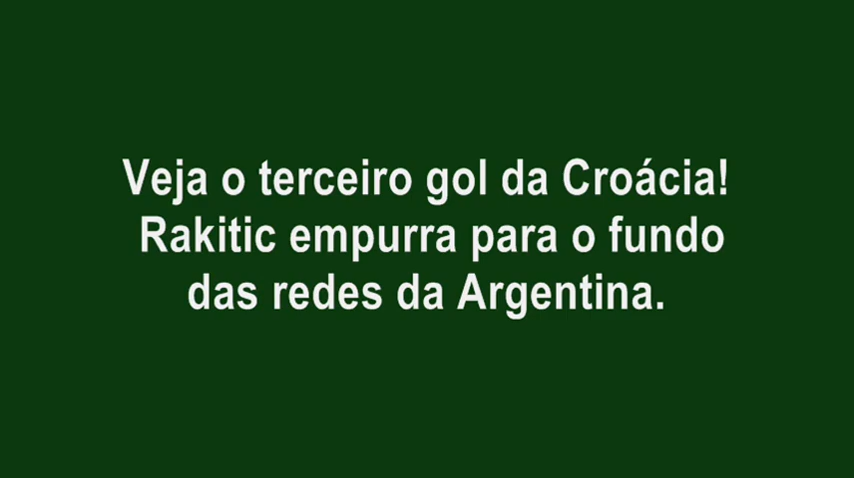 Veja o terceiro gol da Croácia!
Rakitic empurra para o fundo
das redes da Argentina.